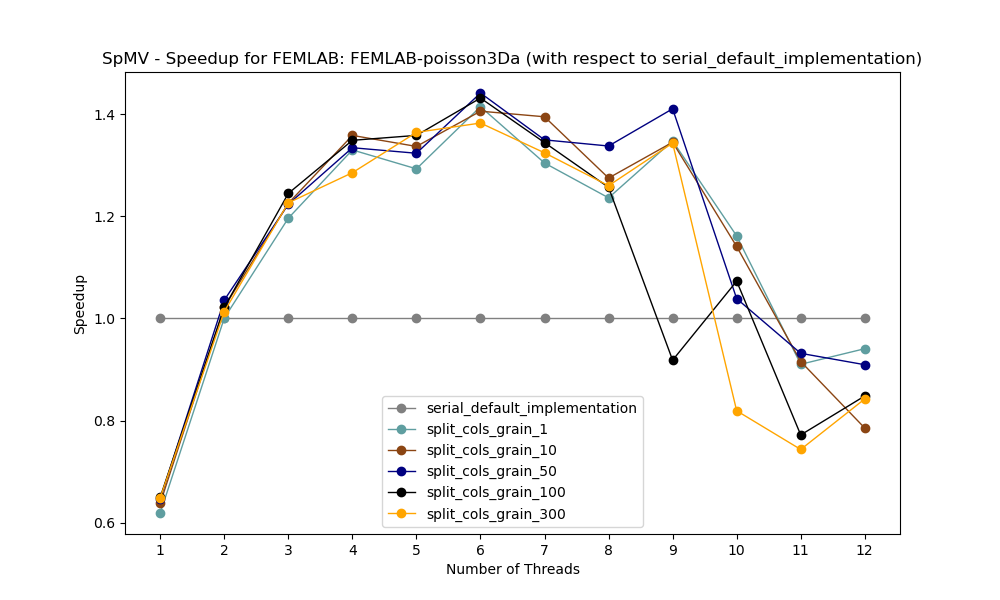 SpMV - Speedup for FEMLAB: FEMLAB-poisson3Da (with respect to serial_default_implementation)
Speedup
1.4
1.2
1.0
0.8
0.6
serial_default_implementation
split_cols_grain_1
split_cols_grain_10
split_cols_grain_50
split_cols_grain_100
split_cols_grain_300
1 2 3 4 5 6 7 8 9 10 11 12
Number of Threads